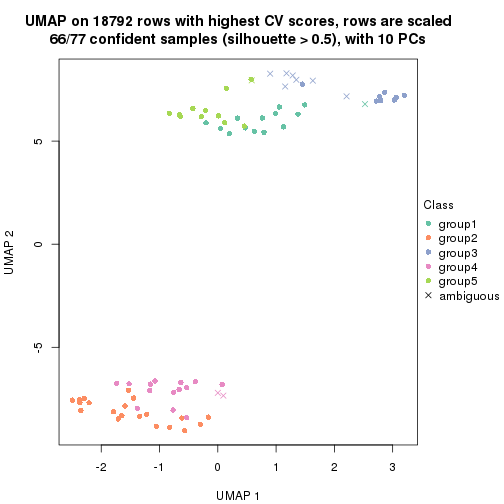 UMAP on 18792 rows with highest CV scores, rows are scaled
66/77 confident samples (silhouette > 0.5), with 10 PCs
UMAP 2
5
0
-5
-2
-1
0
1
2
3
UMAP 1
Class
group1
group2
group3
group4
group5
ambiguous